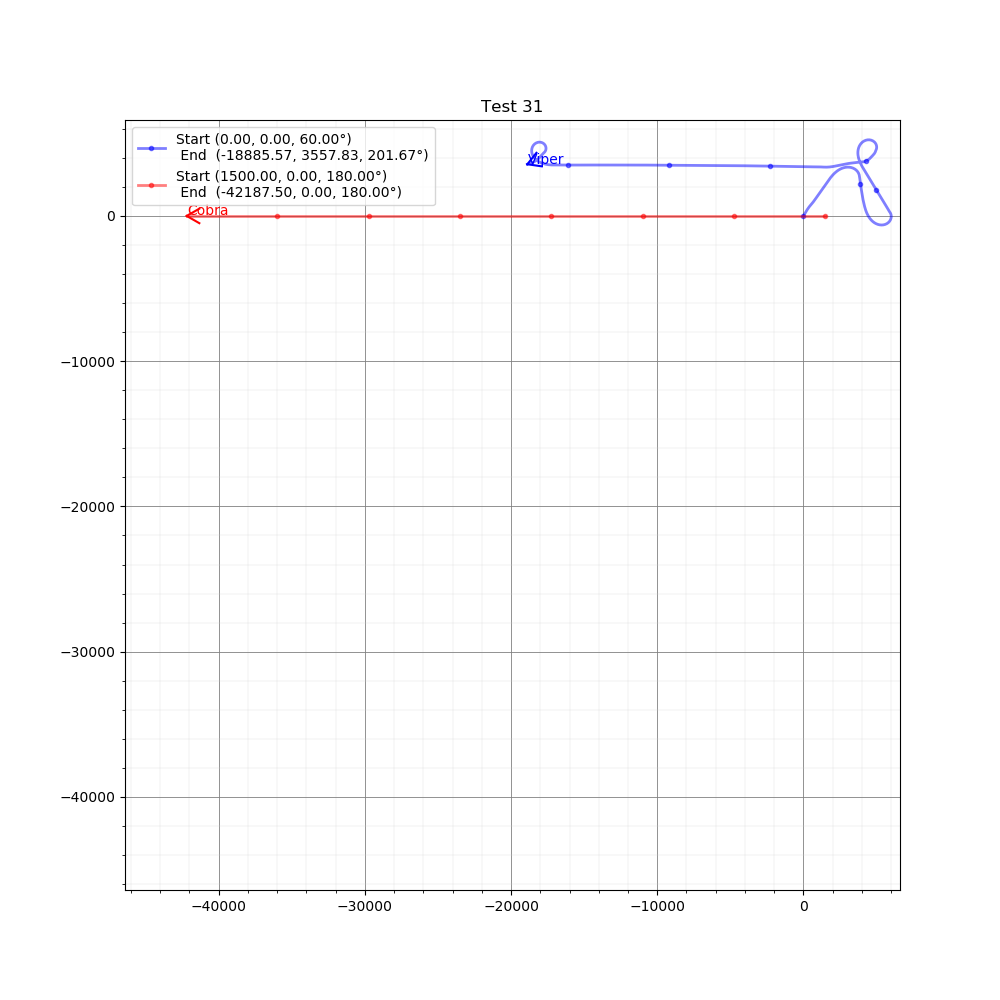 Test 31
Start (0.00, 0.00, 60.00°)
End (-18885.57, 3557.83, 201.67°)
Start (1500.00, 0.00, 180.00°)
End (-42187.50, 0.00, 180.00°)
Viper
Cobra
0
−10000
−20000
−30000
−40000
−40000 −30000 −20000 −10000 0